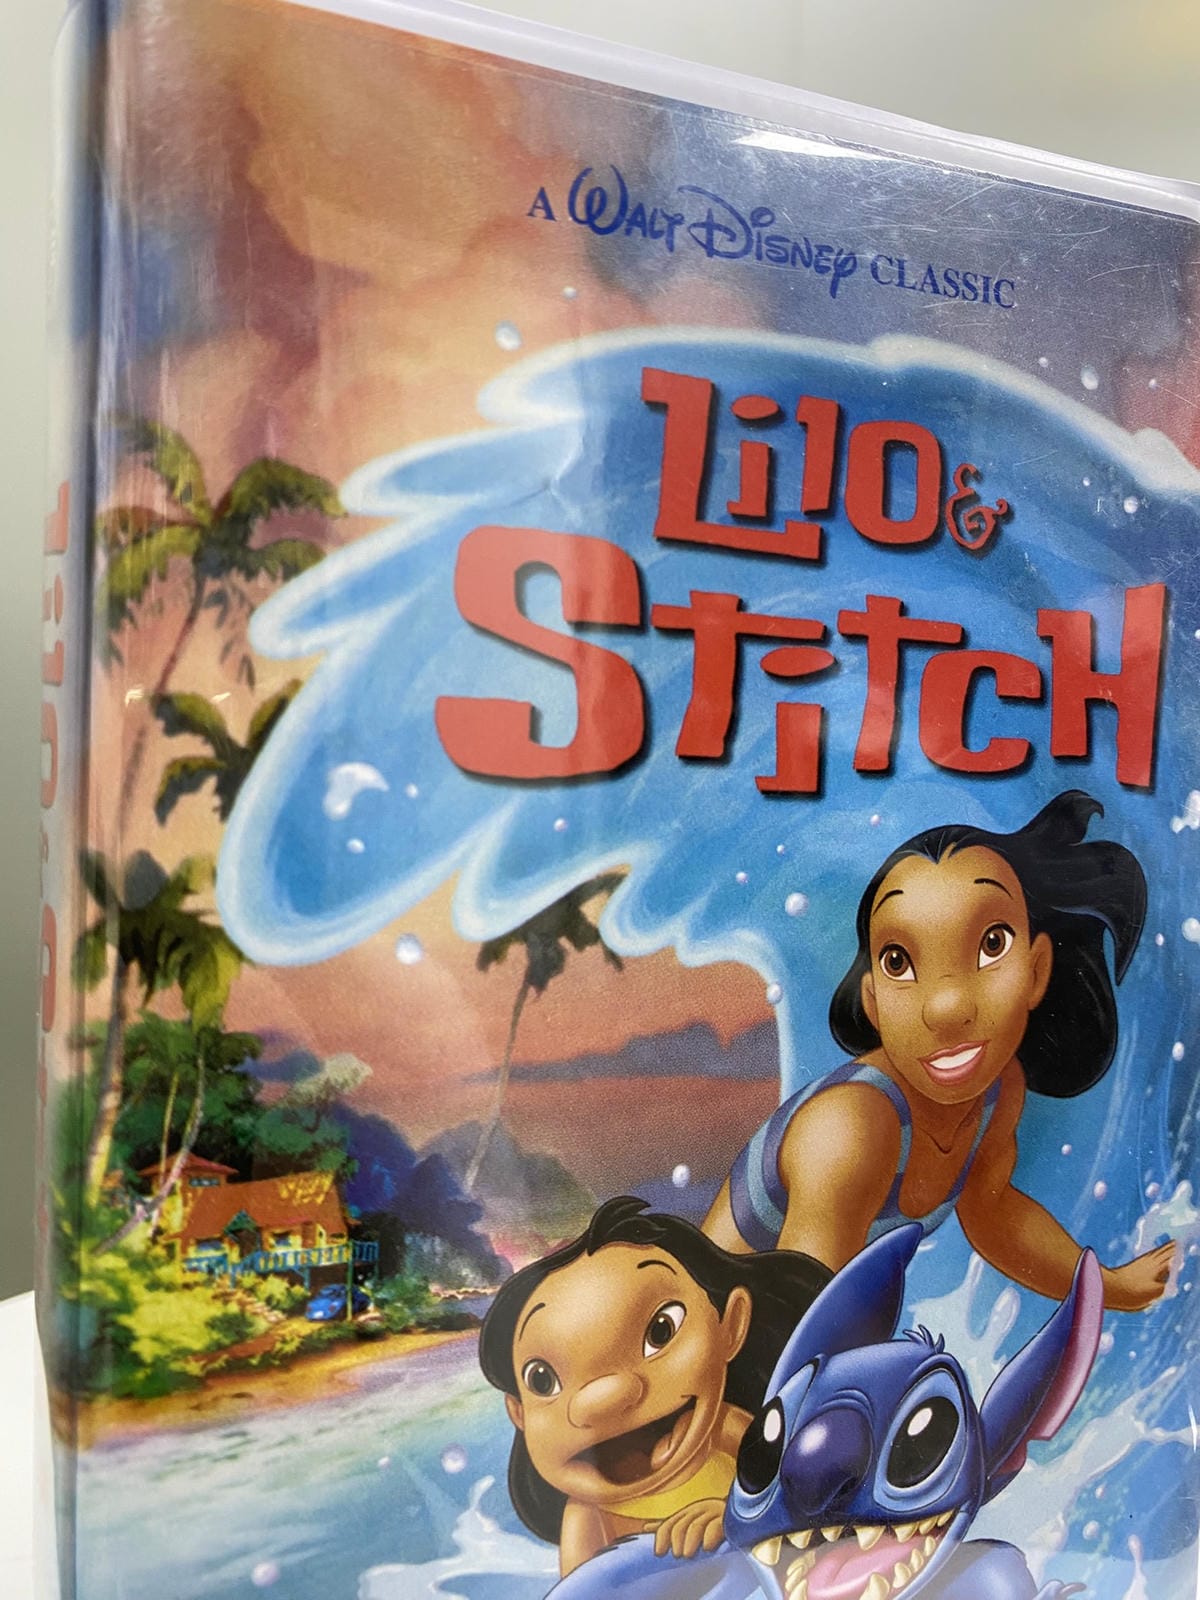 A WALT DISNEY CLASSIC
Lilo &
STITCH